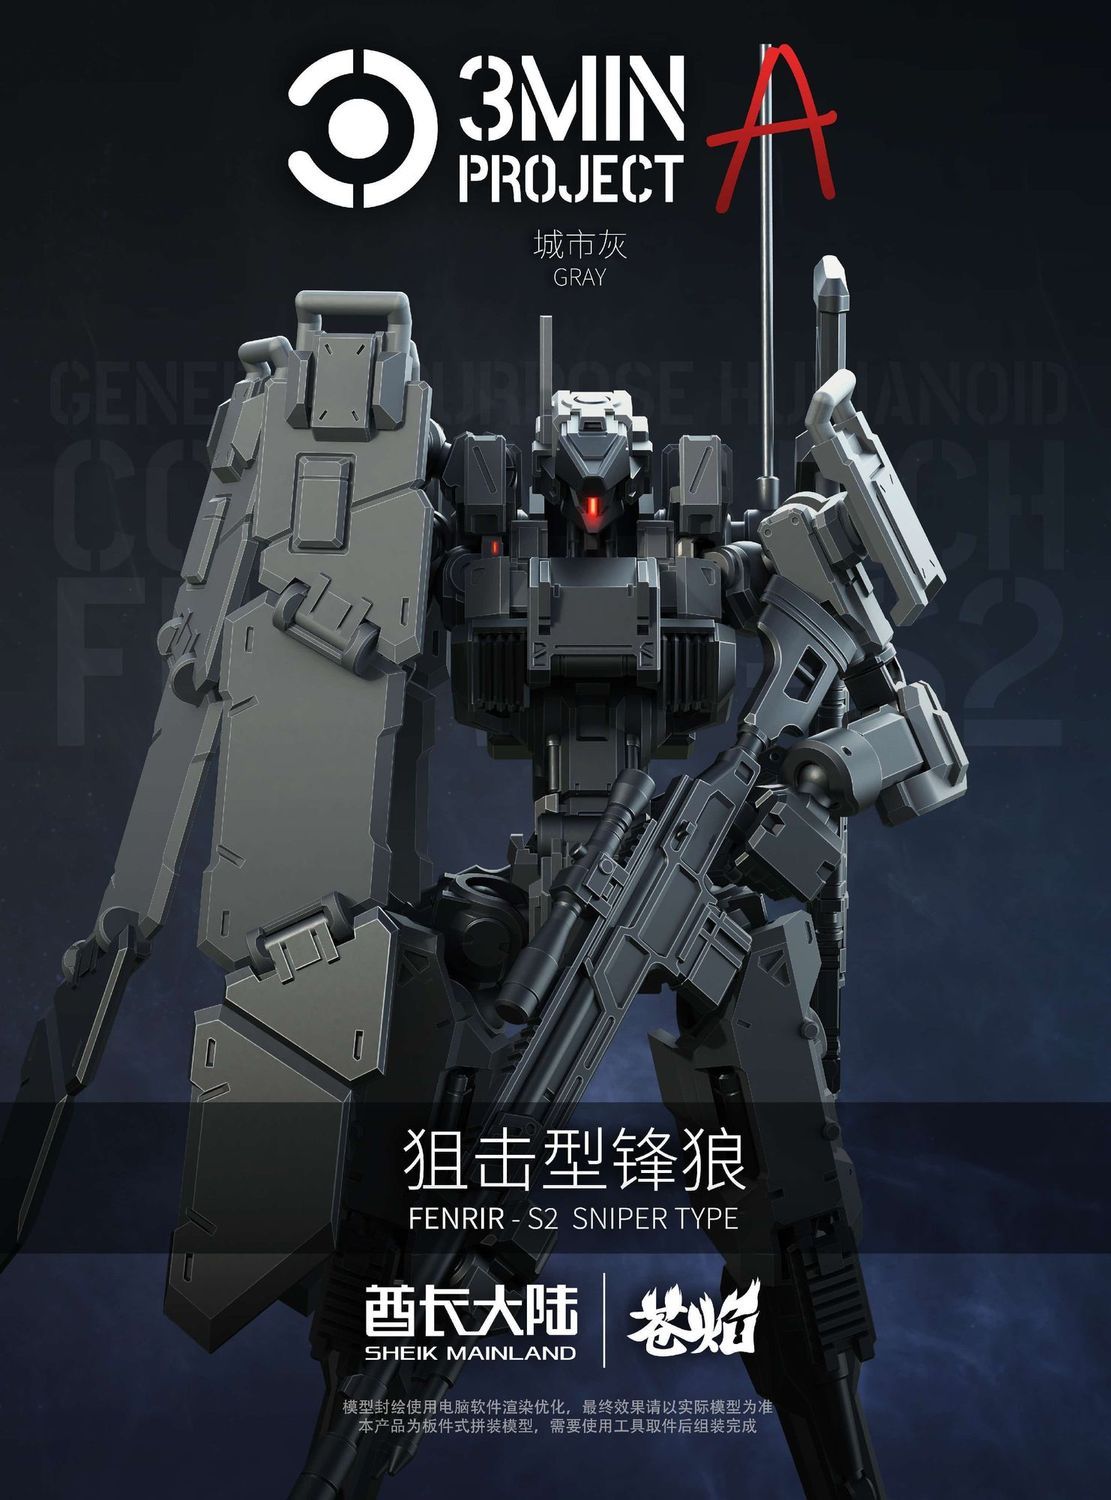 3MIN
PROJECT
A
城市灰
GRAY
狙击型锋狼
FENRIR - S2 SNIPER TYPE
酋长大陆
SHEIK MAINLAND
苍焰
模型封绘使用电脑软件渲染优化，最终效果请以实际模型为准
本产品为板件式拼装模型，需要使用工具取件后组装完成